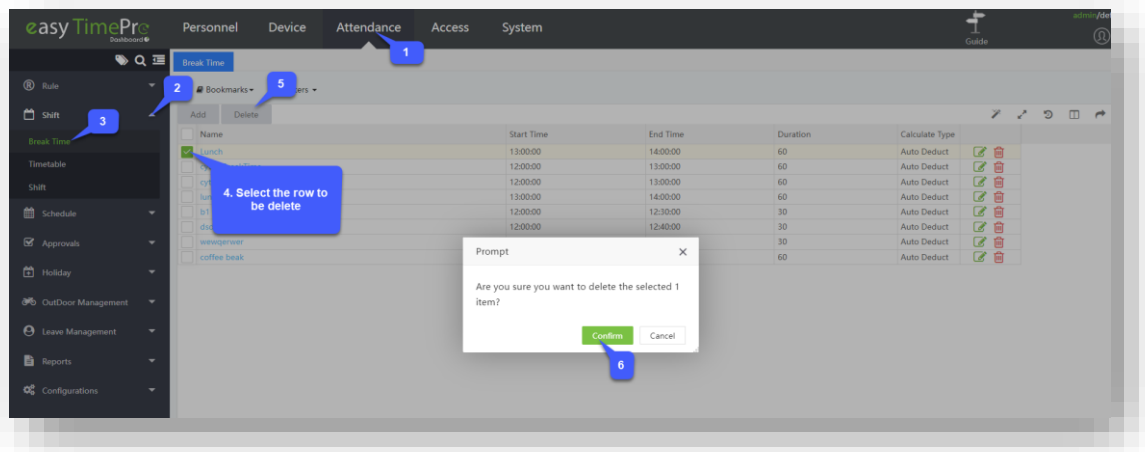 easy TimePro
Dashboard
Personnel Device Attendance Access System
Guide
1
Break Time
Rule
2
Bookmarks
5
Shift
3
Add Delete
Name Start Time End Time Duration Calculate Type
Break Time
Lunch 13:00:00 14:00:00 60 Auto Deduct
12:00:00 13:00:00 60 Auto Deduct
Timetable
12:00:00 13:00:00 60 Auto Deduct
Shift
13:00:00 14:00:00 60 Auto Deduct
4. Select the row to
be delete
12:00:00 12:30:00 30 Auto Deduct
Schedule
12:00:00 12:40:00 30 Auto Deduct
Approvals
wewqerwer 30 Auto Deduct
coffee beak 60 Auto Deduct
Prompt
Holiday
Are you sure you want to delete the selected 1
item?
OutDoor Management
Leave Management
Confirm Cancel
6
Reports
Configurations